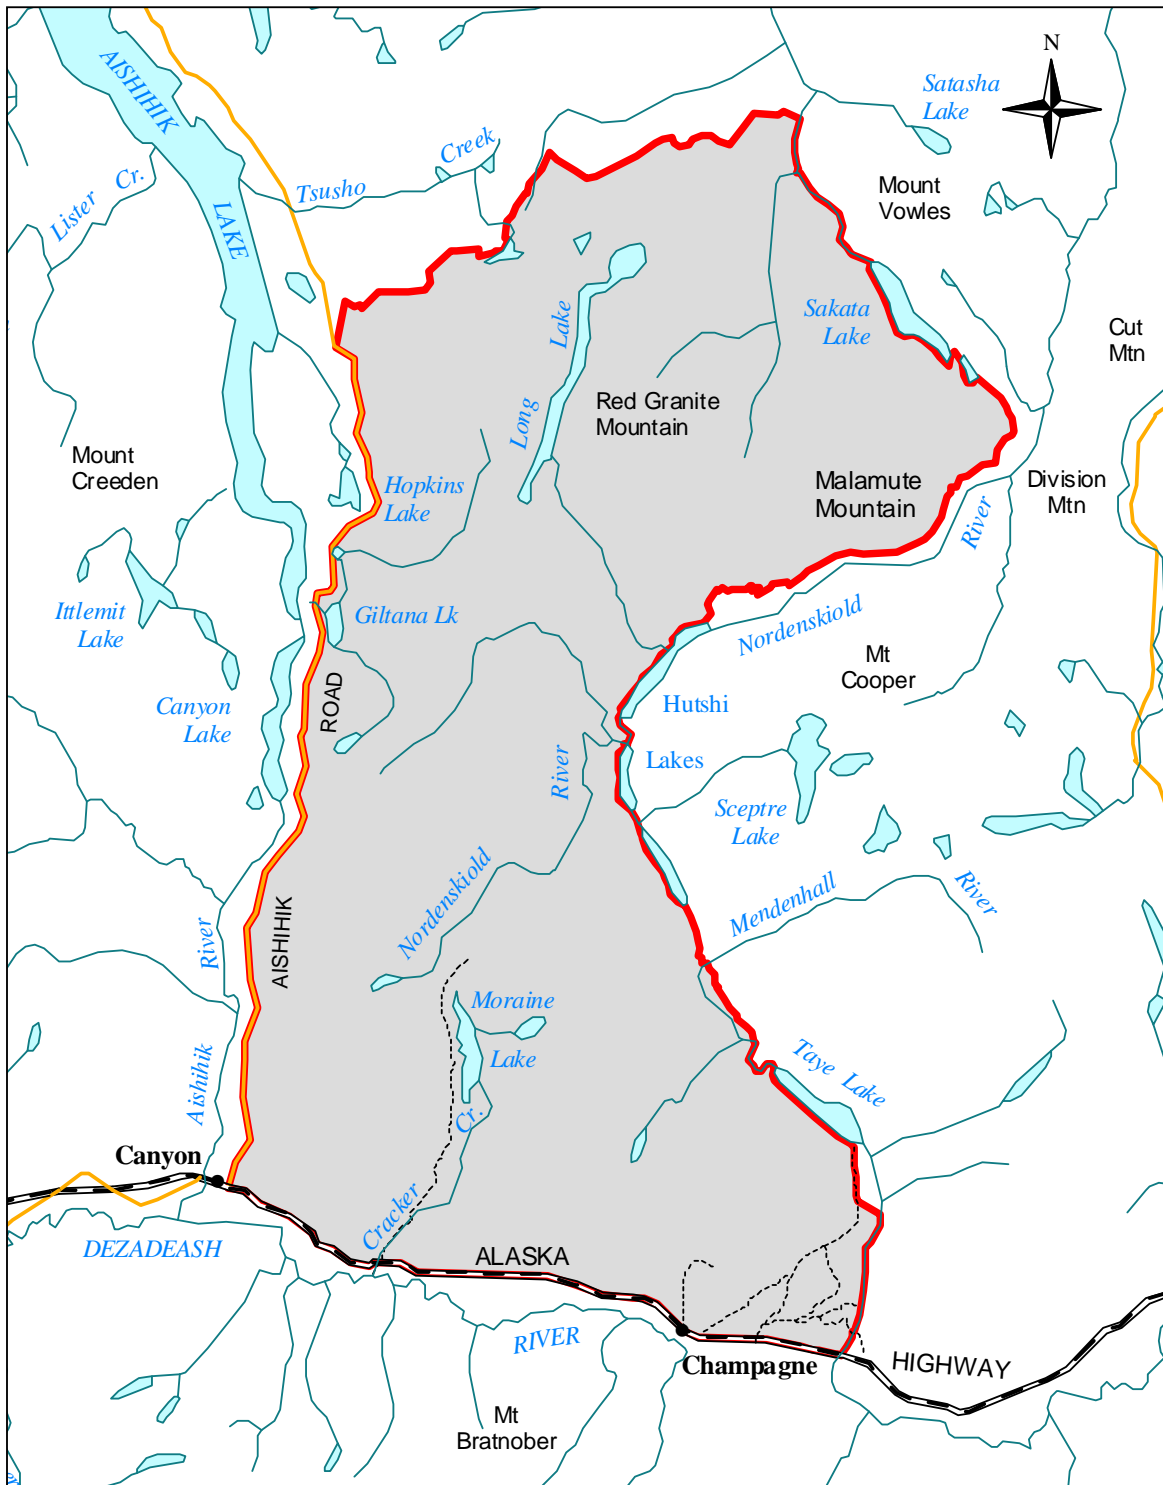 N
Satasha
Lake
AISHIHIK
LAKE
Lister Cr.
Tsusho
Creek
Mount
Vowles
Sakata
Lake
Cut
Mtn
Long
Lake
Red Granite
Mountain
Mount
Creeden
Hopkins
Lake
Malamute
Mountain
Division
Mtn
River
Ittlemit
Lake
Giltana Lk
Nordenskiold
Mt
Cooper
Canyon
Lake
ROAD
Hutshi
Lakes
River
Sceptre
Lake
Nordenskiold
Mendenhall
River
River
AISHIHIK
Moraine
Lake
Taye Lake
Aishihik
Cr.
Canyon
Cracker
DEZADEASH
ALASKA
RIVER
Champagne
HIGHWAY
Mt
Bratnober